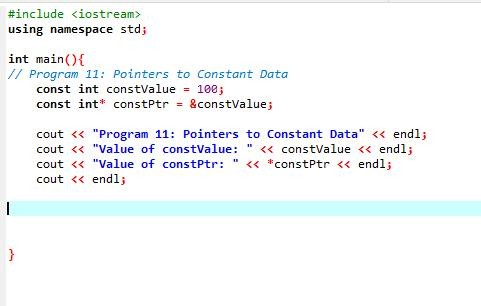 #include <iostream>
using namespace std;
int main(){
// Program 11: Pointers to Constant Data
const int constValue = 100;
const int* constPtr = &constValue;
cout << "Program 11: Pointers to Constant Data" << endl;
cout << "Value of constValue: " << constValue << endl;
cout << "Value of constPtr: " << *constPtr << endl;
cout << endl;
}